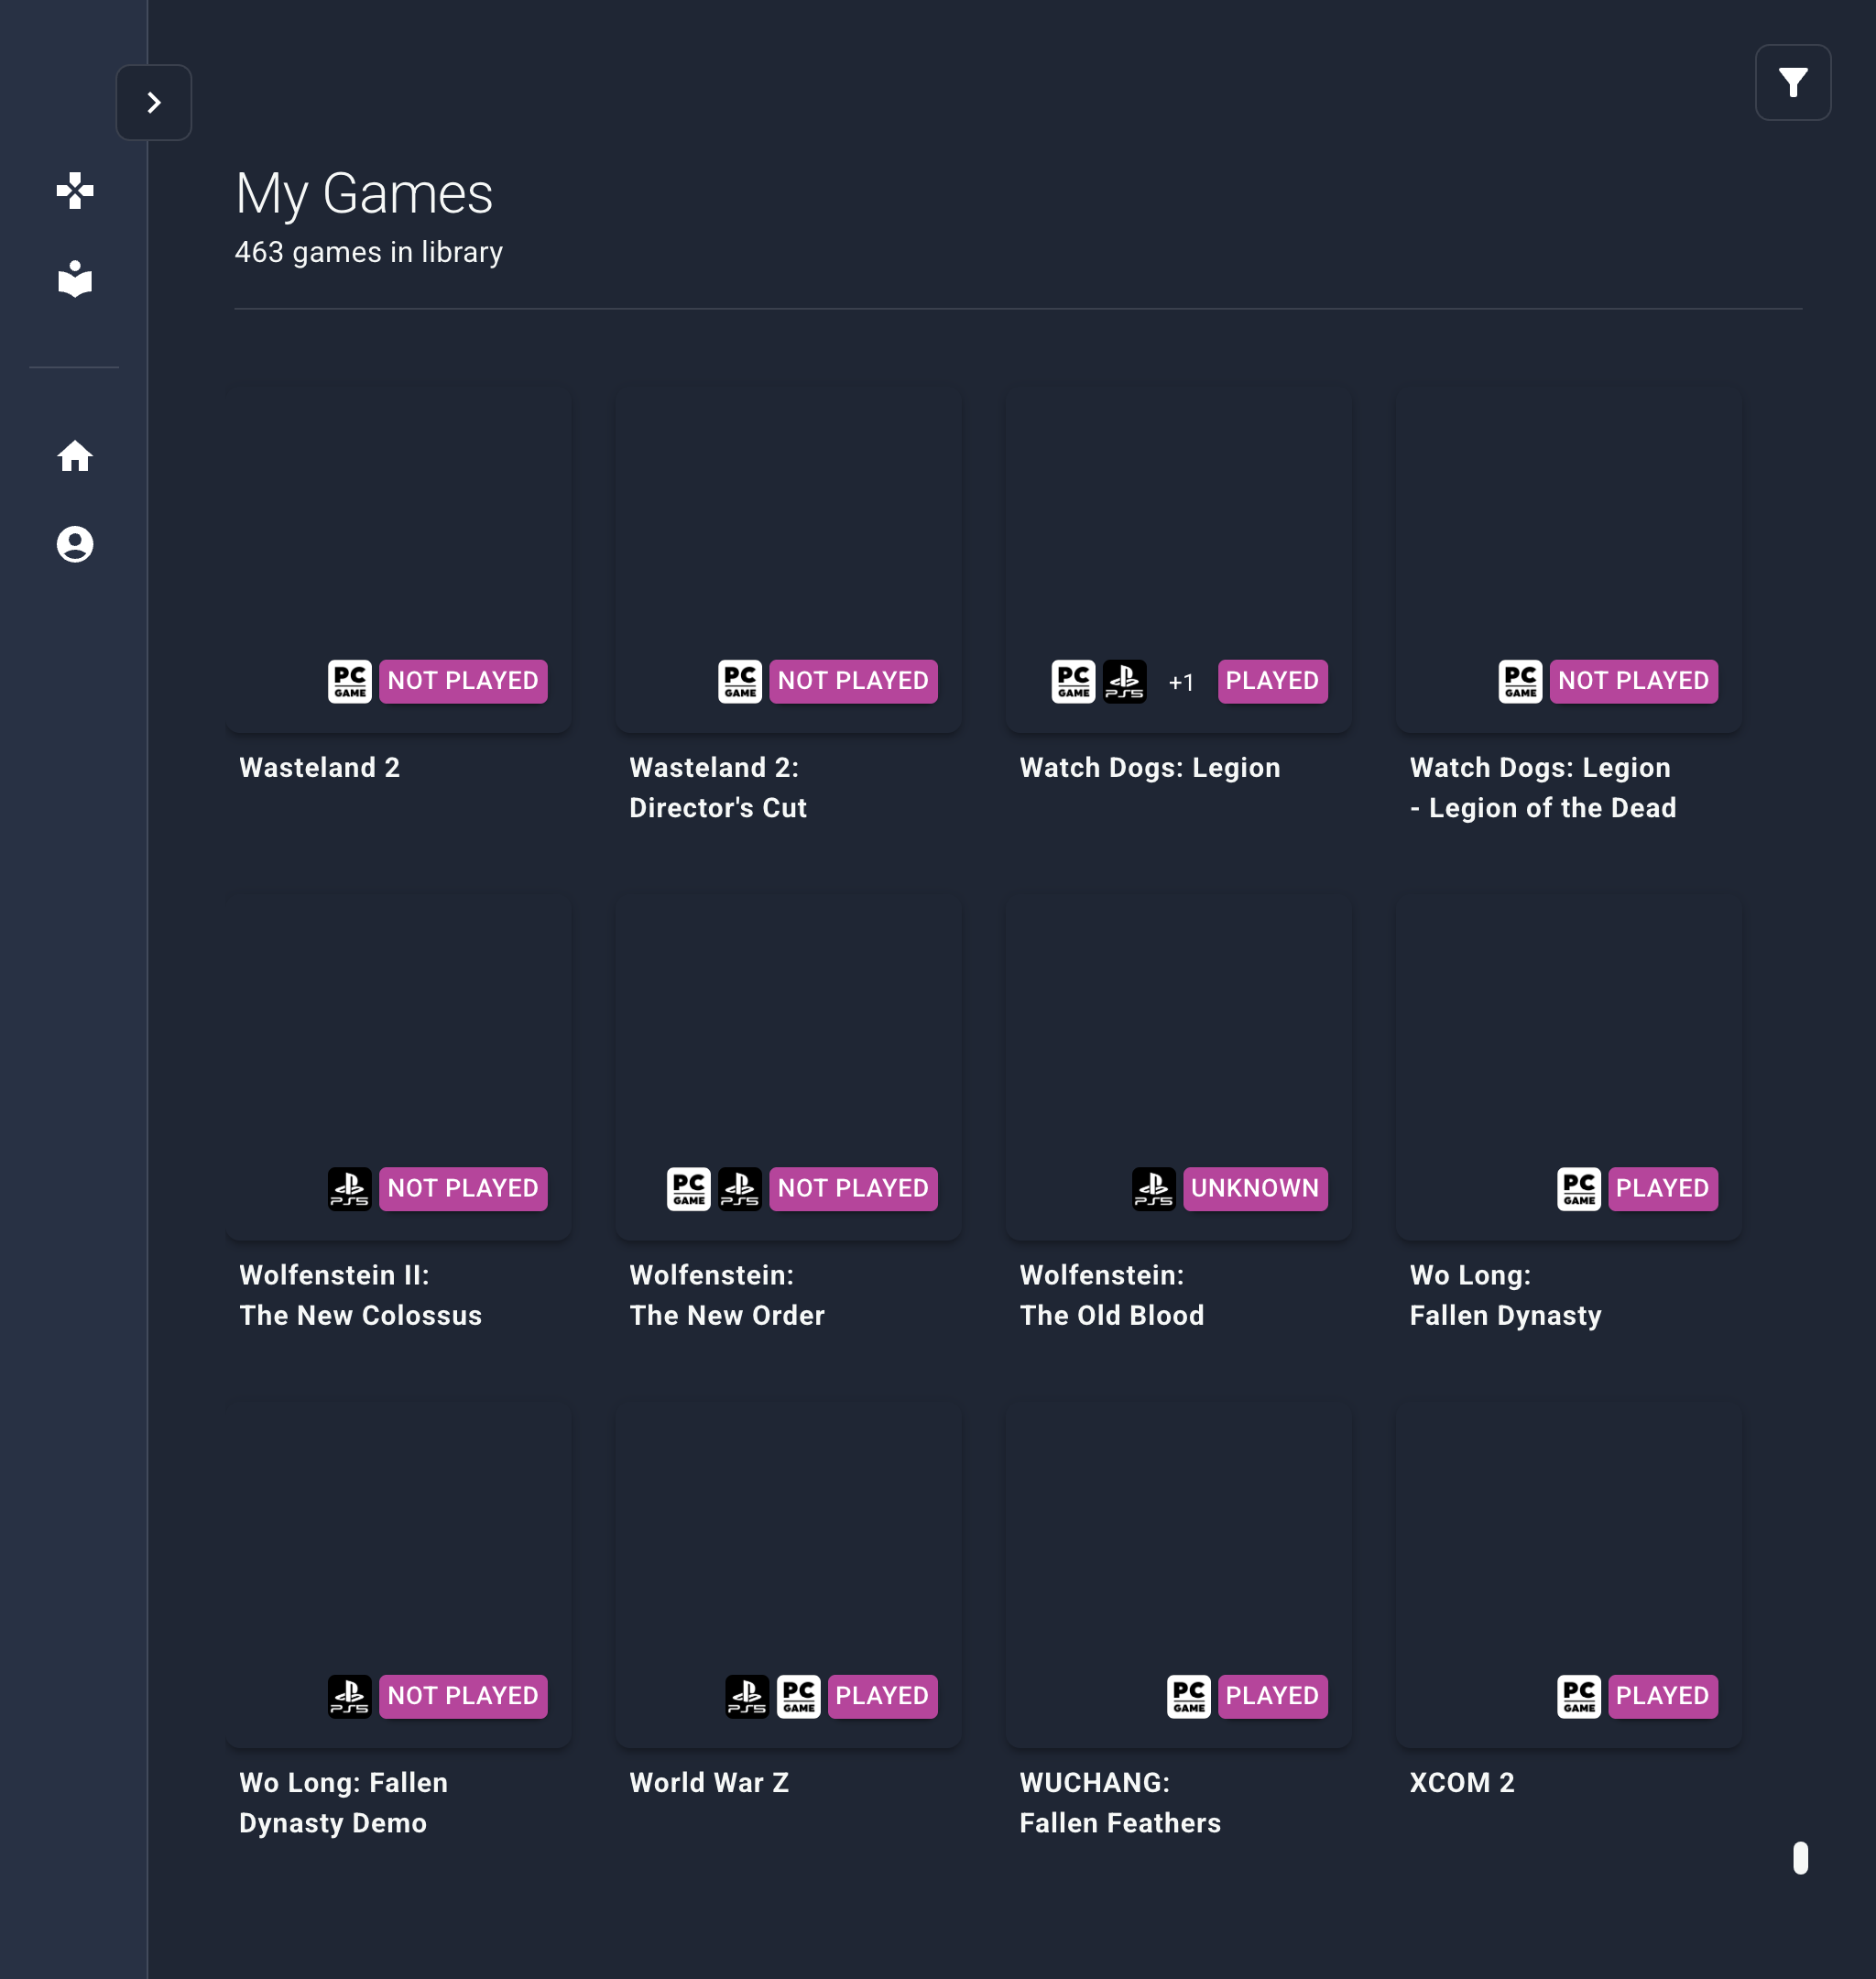 My Games
463 games in library
PC GAME NOT PLAYED
PC GAME NOT PLAYED
PC GAME PS5 +1 PLAYED
PC GAME NOT PLAYED
Wasteland 2
Wasteland 2:
Director's Cut
Watch Dogs: Legion
Watch Dogs: Legion
- Legion of the Dead
PS5 NOT PLAYED
PC GAME PS5 NOT PLAYED
PS5 UNKNOWN
PC GAME PLAYED
Wolfenstein II:
The New Colossus
Wolfenstein:
The New Order
Wolfenstein:
The Old Blood
Wo Long:
Fallen Dynasty
PS5 NOT PLAYED
PS5 PC GAME PLAYED
PC GAME PLAYED
PC GAME PLAYED
Wo Long: Fallen
Dynasty Demo
World War Z
WUCHANG:
Fallen Feathers
XCOM 2